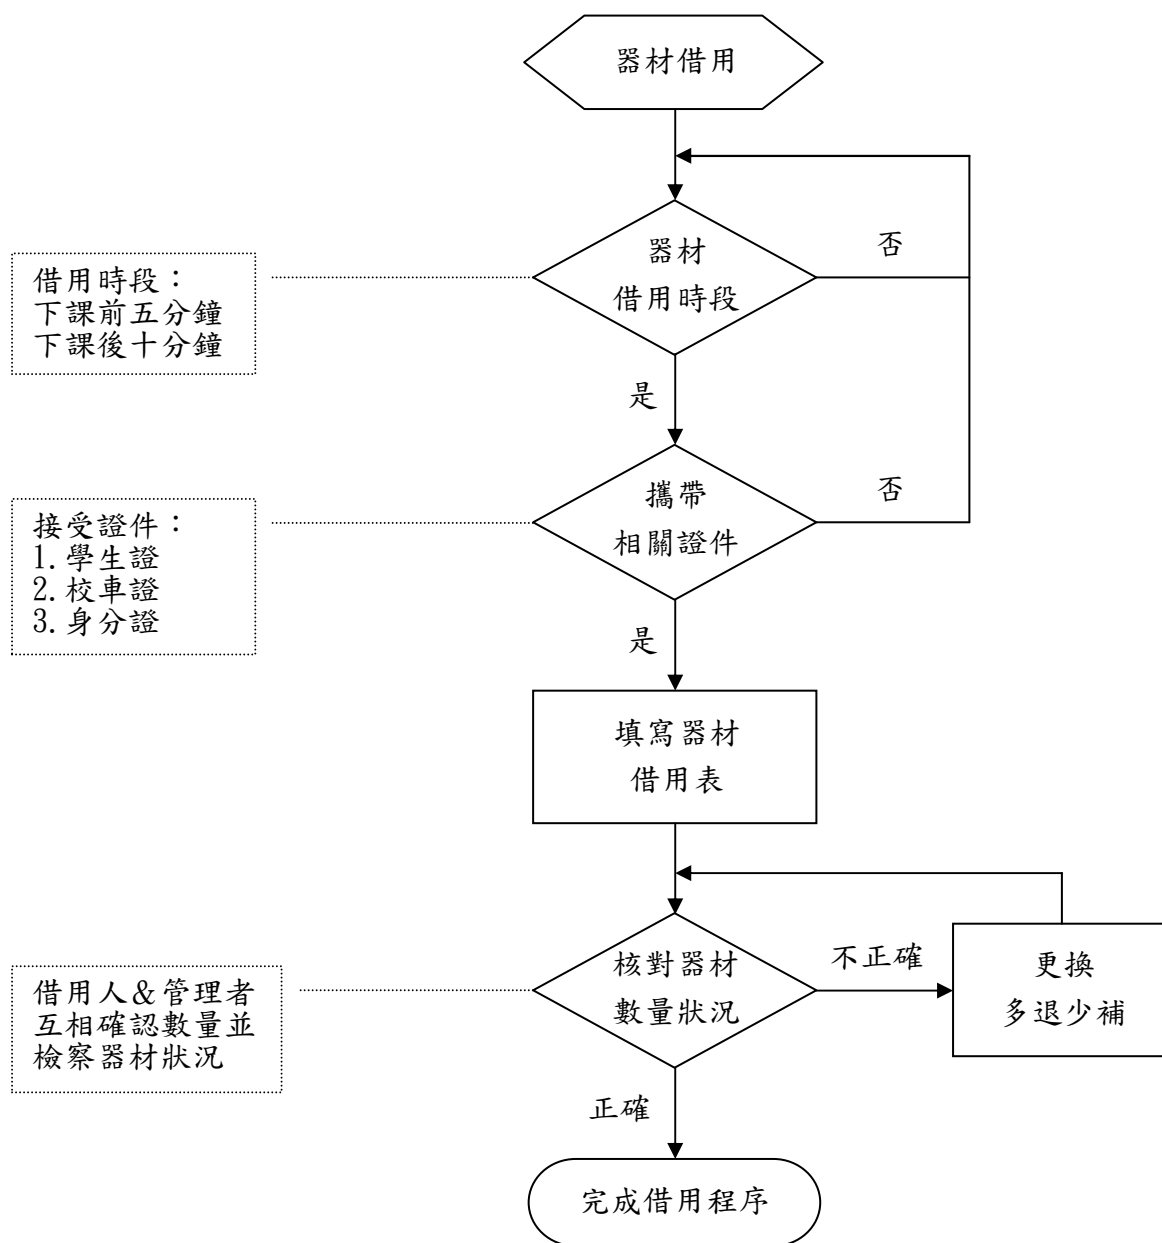 器材借用
器材
借用時段
否
借用時段：
下課前五分鐘
下課後十分鐘
是
攜帶
相關證件
否
接受證件：
1.學生證
2.校車證
3.身分證
是
填寫器材
借用表
核對器材
數量狀況
不正確
更換
多退少補
借用人&管理者
互相確認數量並
檢察器材狀況
正確
完成借用程序